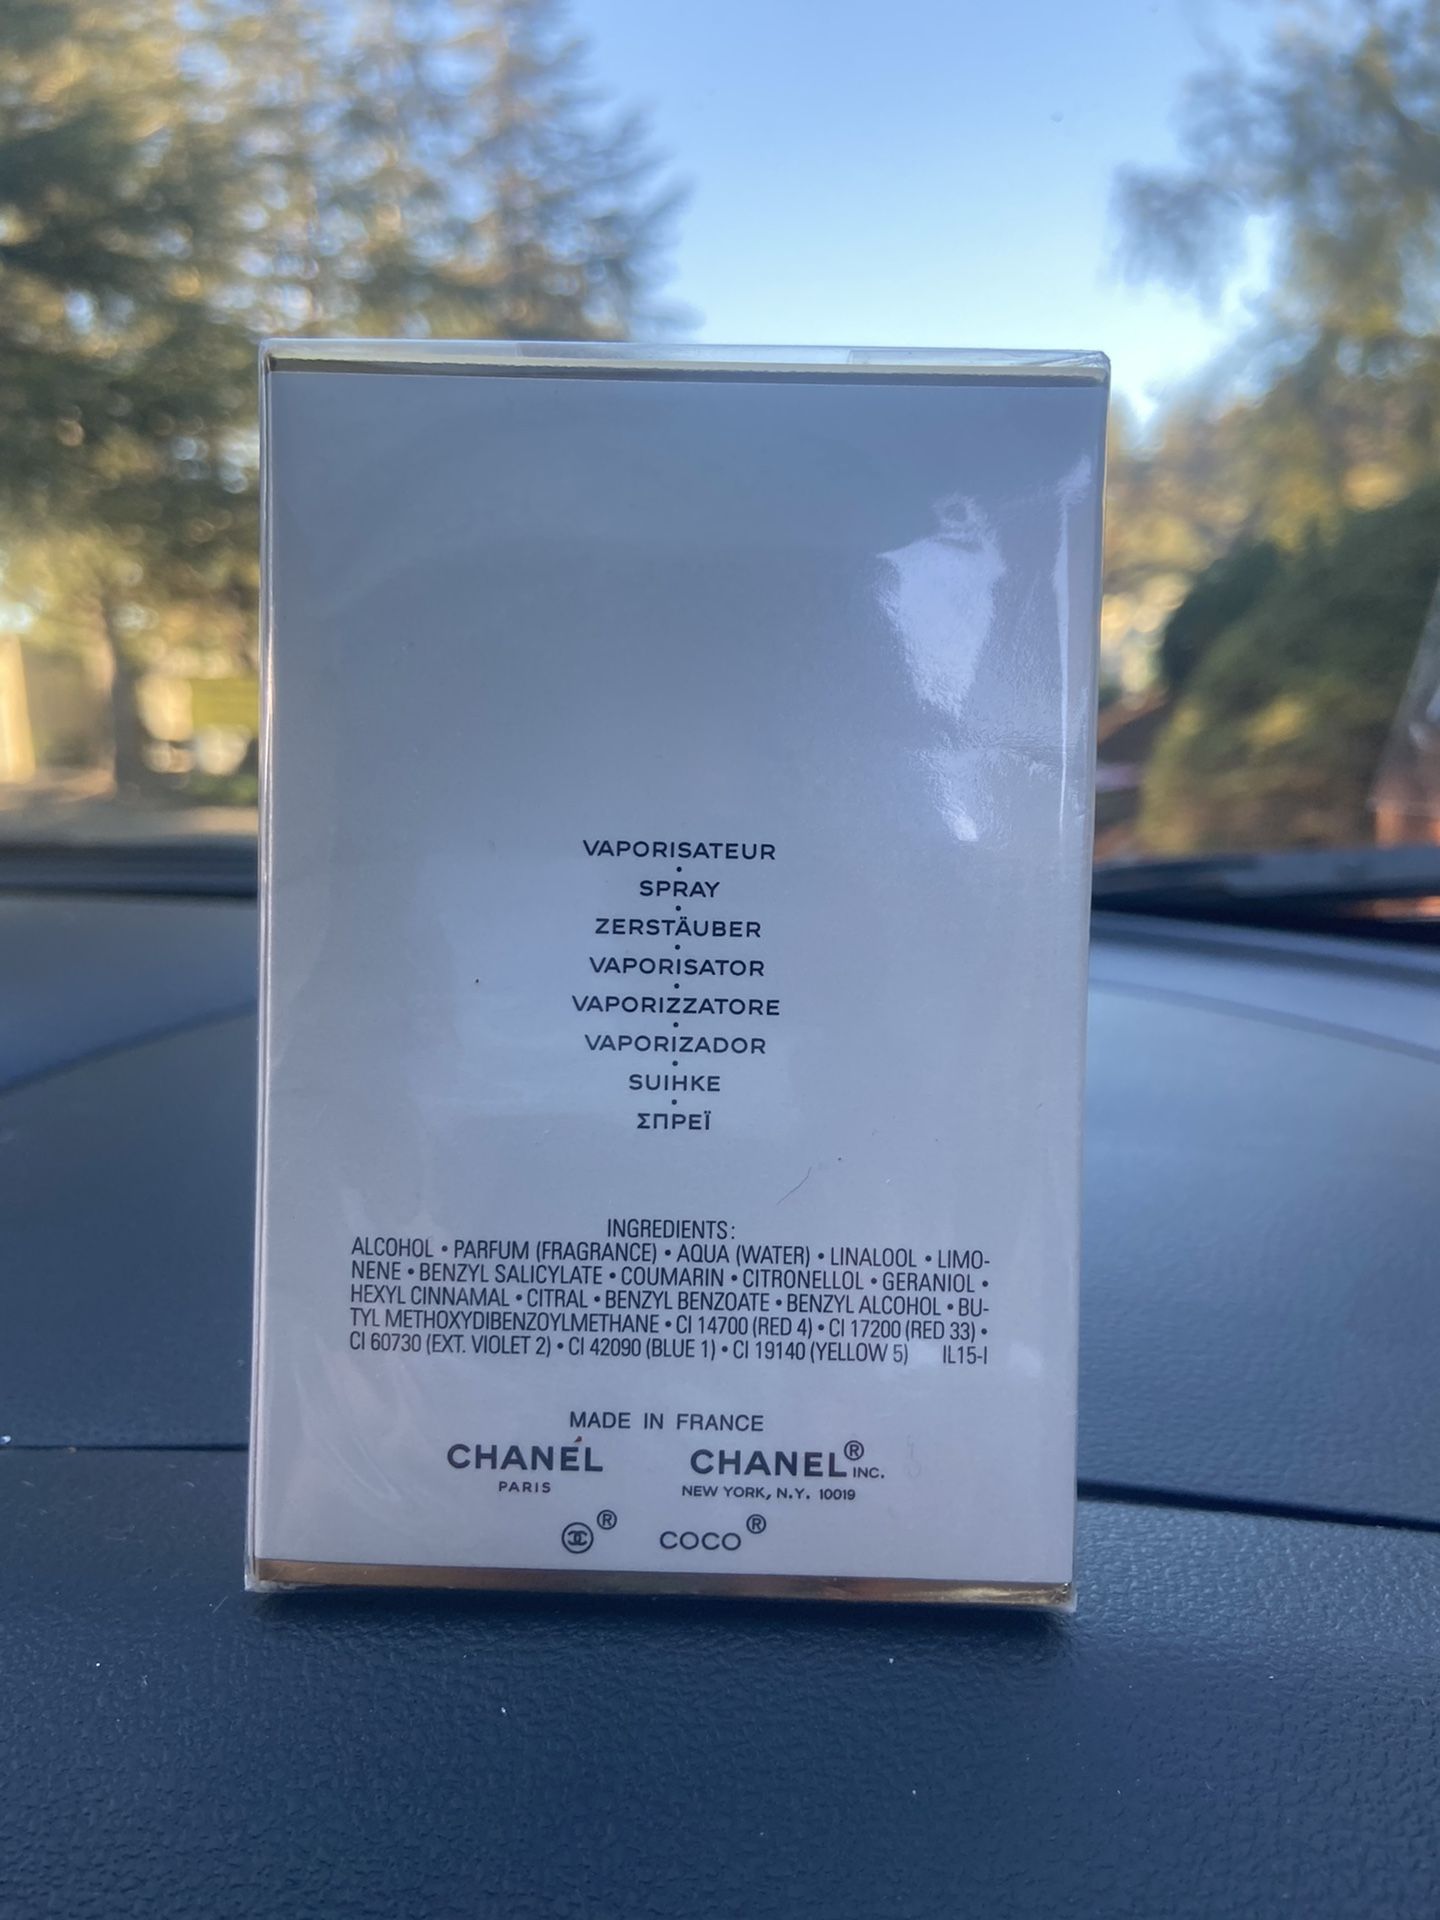 VAPORISATEUR
•
SPRAY
•
ZERSTÄUBER
•
VAPORISATOR
•
VAPORIZZATORE
•
VAPORIZADOR
•
SUIHKE
•
ΣΠΡΕΪ
INGREDIENTS:
ALCOHOL • PARFUM (FRAGRANCE) • AQUA (WATER) • LINALOOL • LIMO-
NENE • BENZYL SALICYLATE • COUMARIN • CITRONELLOL • GERANIOL •
HEXYL CINNAMAL • CITRAL • BENZYL BENZOATE • BENZYL ALCOHOL • BU-
TYL METHOXYDIBENZOYLMETHANE • CI 14700 (RED 4) • CI 17200 (RED 33) •
CI 60730 (EXT. VIOLET 2) • CI 42090 (BLUE 1) • CI 19140 (YELLOW 5) IL15-I
MADE IN FRANCE
CHANEL CHANEL® INC.
PARIS NEW YORK, N.Y. 10019
® COCO®